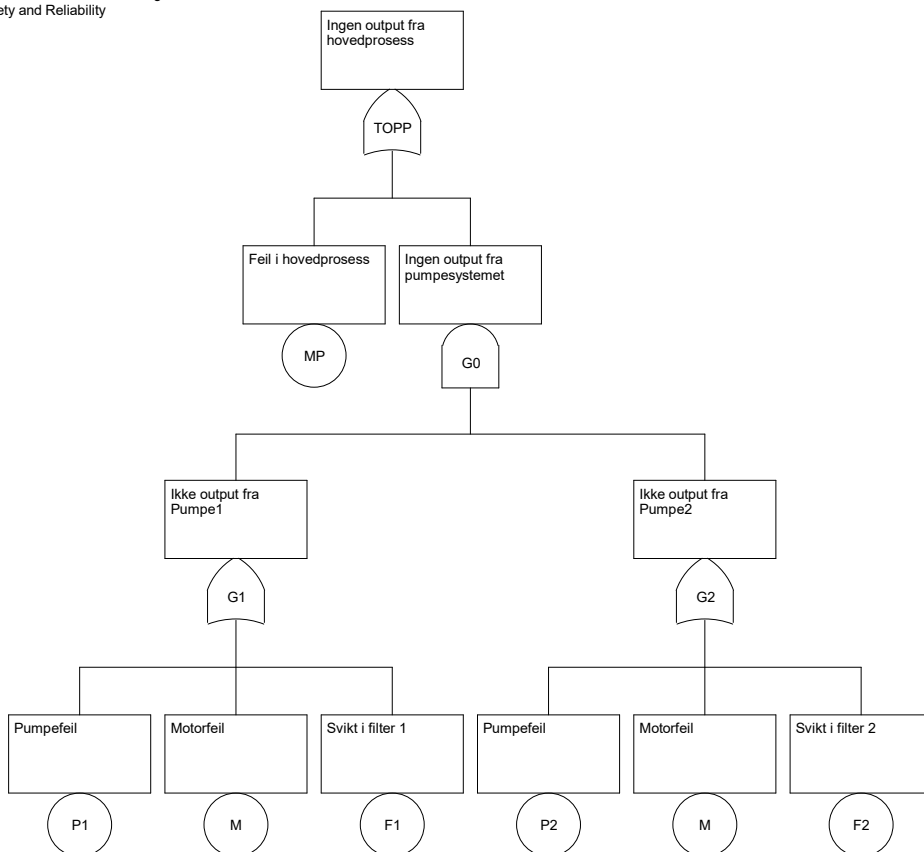 ety and Reliability
Ingen output fra
hovedprosess
TOPP
Feil i hovedprosess
Ingen output fra
pumpesystemet
MP
G0
Ikke output fra
Pumpe1
Ikke output fra
Pumpe2
G1
G2
Pumpefeil
Motorfeil
Svikt i filter 1
Pumpefeil
Motorfeil
Svikt i filter 2
P1
M
F1
P2
M
F2